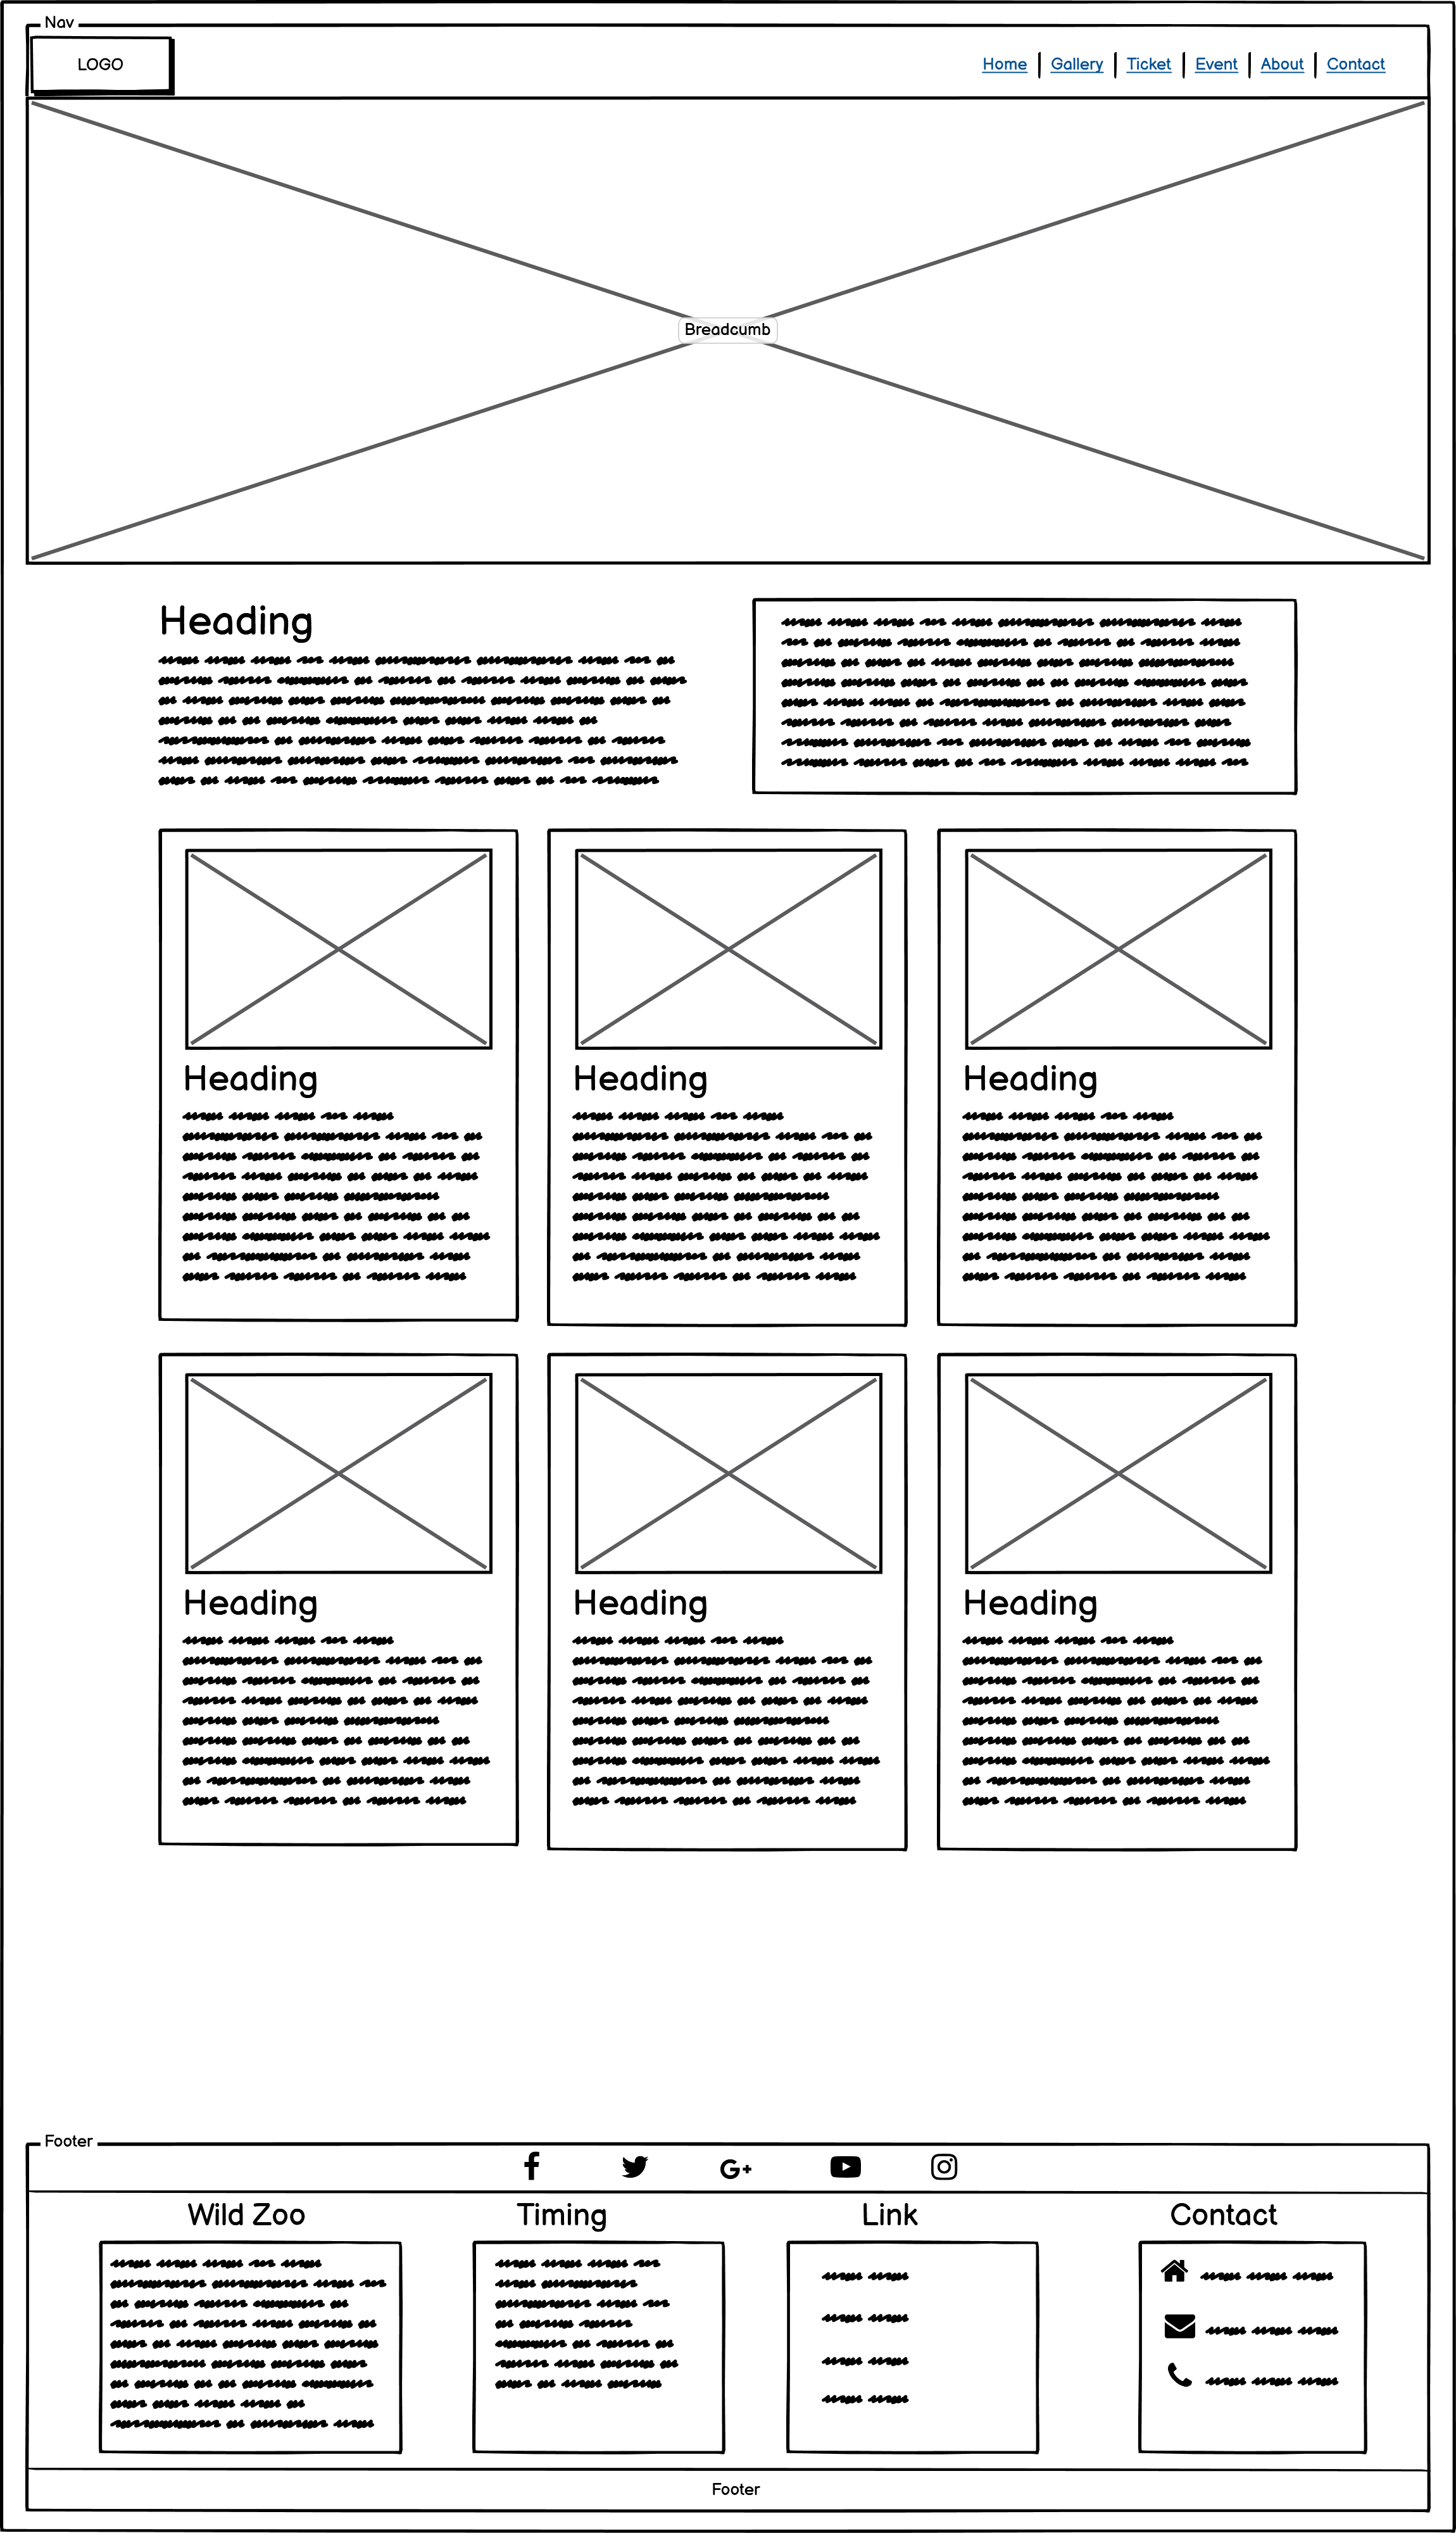 Nav
LOGO
Home Gallery Ticket Event About Contact
Breadcumb
Heading
Heading Heading Heading
Heading Heading Heading
Footer
Wild Zoo Timing Link Contact
Footer